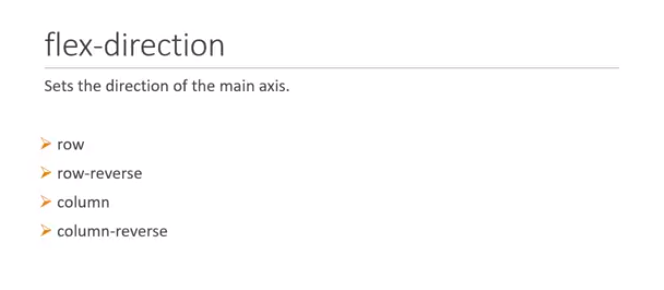 flex-direction
Sets the direction of the main axis.
row
row-reverse
column
column-reverse